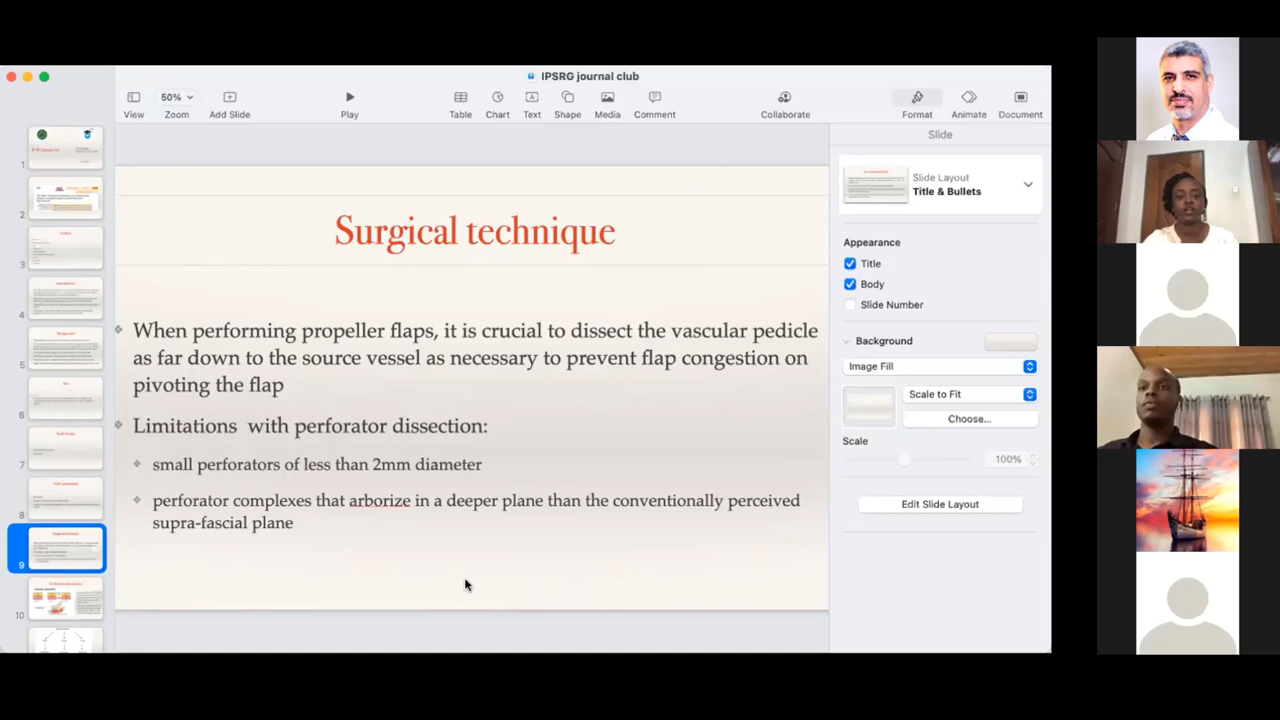 IPSRG journal club
50%
View
Zoom
Add Slide
Play
Table
Chart
Text
Shape
Media
Comment
Collaborate
Format
Animate
Document
Slide
1
2
3
4
5
6
7
8
9
10
Surgical technique
When performing propeller flaps, it is crucial to dissect the vascular pedicle
as far down to the source vessel as necessary to prevent flap congestion on
pivoting the flap
Limitations with perforator dissection:
small perforators of less than 2mm diameter
perforator complexes that arborize in a deeper plane than the conventionally perceived
supra-fascial plane
Slide Layout
Title & Bullets
Appearance
Title
Body
Slide Number
Background
Image Fill
Scale to Fit
Choose...
Scale
100%
Edit Slide Layout